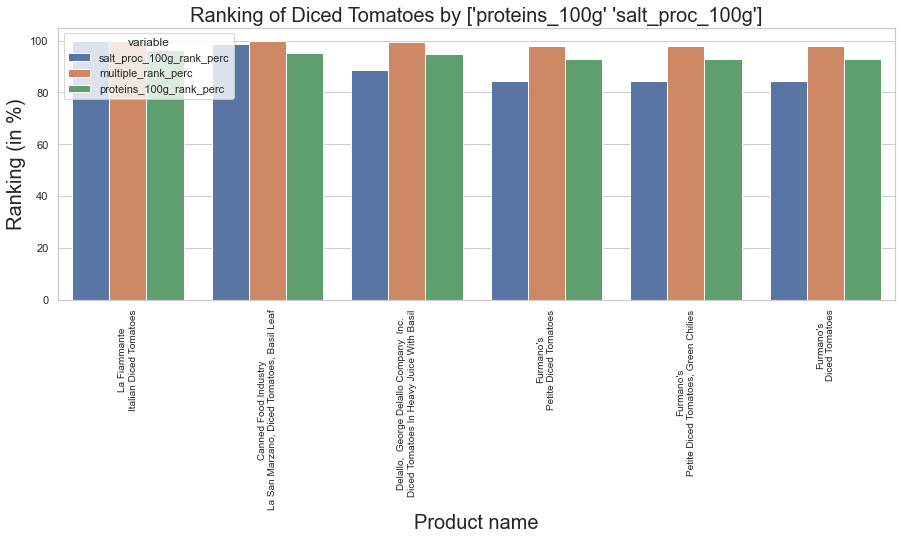 Ranking of Diced Tomatoes by ['proteins_100g' 'salt_proc_100g']
Ranking (in %)
100
80
60
40
20
0
variable
salt_proc_100g_rank_perc
multiple_rank_perc
proteins_100g_rank_perc
La Fiammante
Italian Diced Tomatoes
Canned Food Industry
La San Marzano, Diced Tomatoes, Basil Leaf
Delallo,  George Delallo Company  Inc.
Diced Tomatoes In Heavy Juice With Basil
Furmano's
Petite Diced Tomatoes
Furmano's
Petite Diced Tomatoes, Green Chilies
Furmano's
Diced Tomatoes
Product name